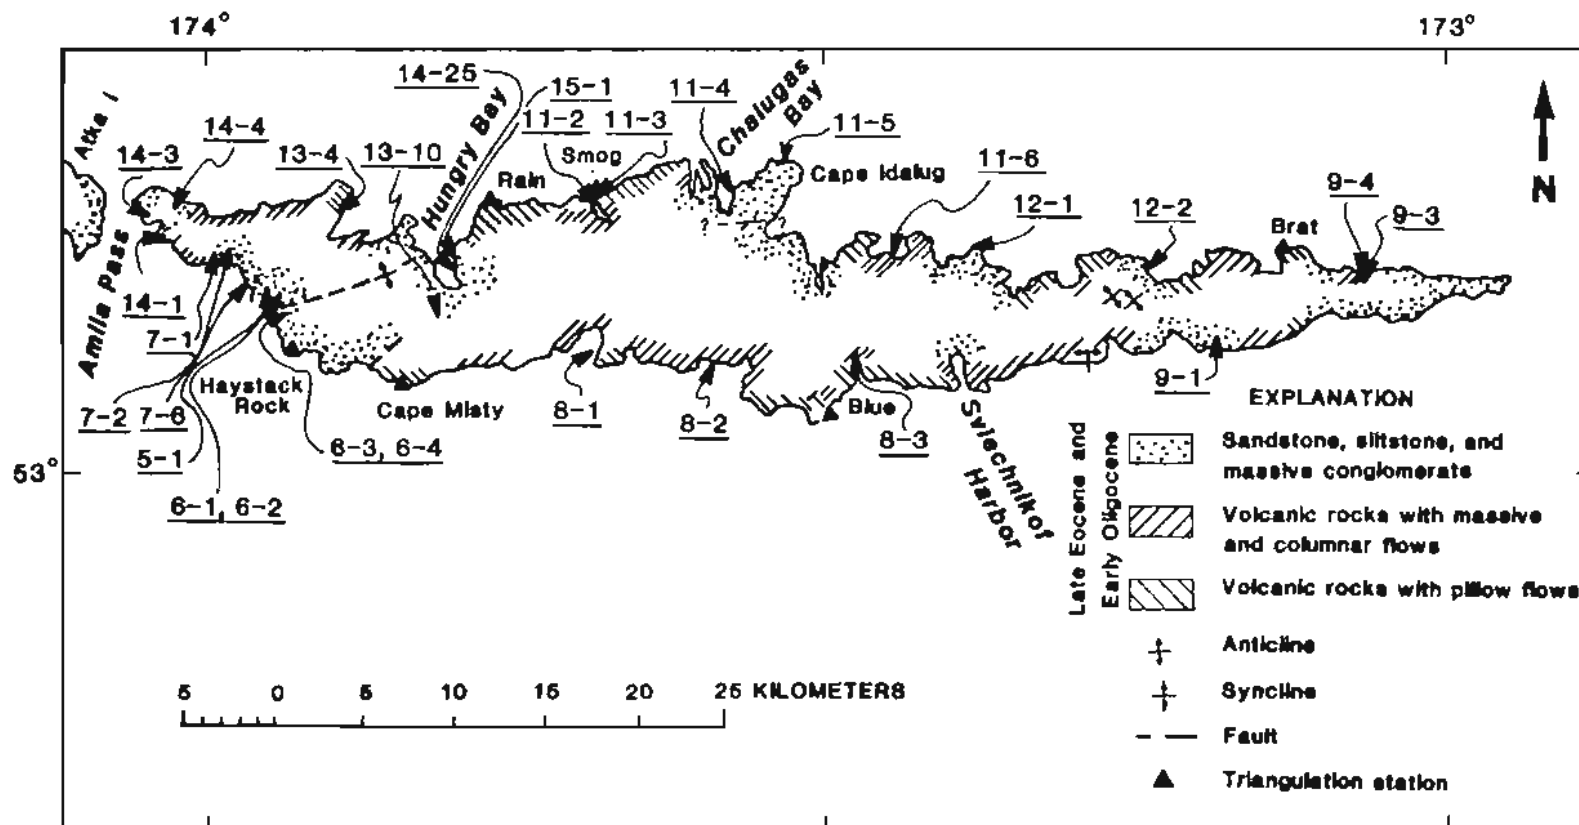 174°
173°
Atka I
14-3
14-4
13-4
13-10
14-25
Hungry Bay
15-1
11-2
11-3
Smog
Rain
11-4
Chalugas
Bay
11-5
Cape Idalug
11-6
12-1
12-2
Brat
9-4
9-3
N
Amlia Pass
14-1
7-1
7-2
7-6
5-1
6-1, 6-2
Haystack
Rock
6-3, 6-4
Cape Misty
8-1
8-2
Blue
8-3
Sviechnikof
Harbor
9-1
? ?
53°
EXPLANATION
Late Eocene and
Early Oligocene
Sandstone, siltstone, and
massive conglomerate
Volcanic rocks with massive
and columnar flows
Volcanic rocks with pillow flows
Anticline
Syncline
Fault
Triangulation station
5 0 5 10 15 20 25 KILOMETERS